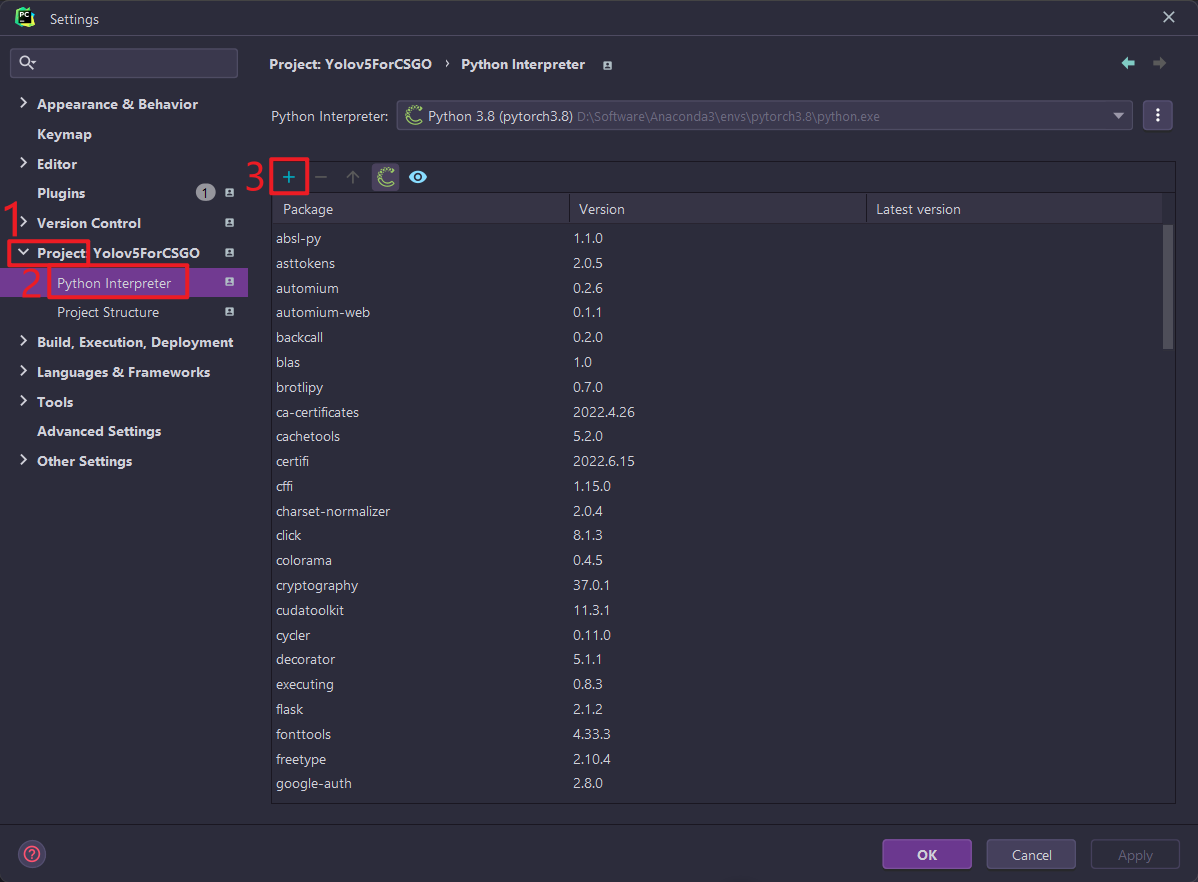 PC
Settings
Project: Yolov5ForCSGO › Python Interpreter
Appearance & Behavior
Keymap
Editor
Plugins 1
1
Version Control
Project: Yolov5ForCSGO
2 Python Interpreter
Project Structure
Build, Execution, Deployment
Languages & Frameworks
Tools
Advanced Settings
Other Settings
Python Interpreter: Python 3.8 (pytorch3.8) D:\Software\Anaconda3\envs\pytorch3.8\python.exe
3 + −
Package Version Latest version
absl-py 1.1.0
asttokens 2.0.5
automium 0.2.6
automium-web 0.1.1
backcall 0.2.0
blas 1.0
brotlipy 0.7.0
ca-certificates 2022.4.26
cachetools 5.2.0
certifi 2022.6.15
cffi 1.15.0
charset-normalizer 2.0.4
click 8.1.3
colorama 0.4.5
cryptography 37.0.1
cudatoolkit 11.3.1
cycler 0.11.0
decorator 5.1.1
executing 0.8.3
flask 2.1.2
fonttools 4.33.3
freetype 2.10.4
google-auth 2.8.0
? OK Cancel Apply